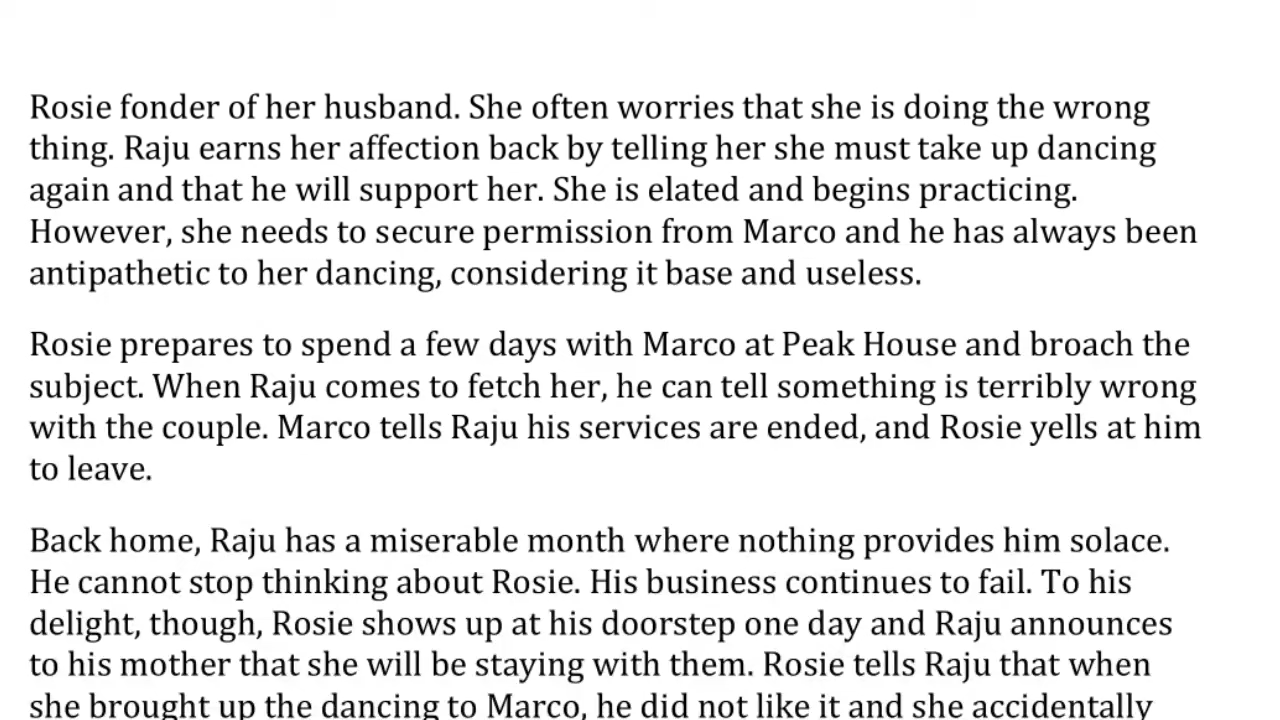 Rosie fonder of her husband. She often worries that she is doing the wrong
thing. Raju earns her affection back by telling her she must take up dancing
again and that he will support her. She is elated and begins practicing.
However, she needs to secure permission from Marco and he has always been
antipathetic to her dancing, considering it base and useless.
Rosie prepares to spend a few days with Marco at Peak House and broach the
subject. When Raju comes to fetch her, he can tell something is terribly wrong
with the couple. Marco tells Raju his services are ended, and Rosie yells at him
to leave.
Back home, Raju has a miserable month where nothing provides him solace.
He cannot stop thinking about Rosie. His business continues to fail. To his
delight, though, Rosie shows up at his doorstep one day and Raju announces
to his mother that she will be staying with them. Rosie tells Raju that when
she brought up the dancing to Marco, he did not like it and she accidentally